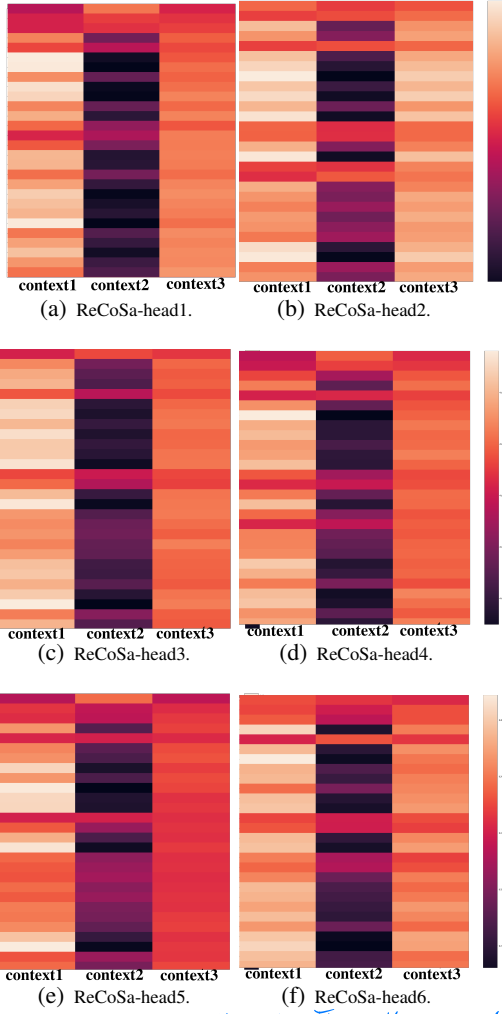 context1 context2 context3 context1 context2 context3
(a) ReCoSa-head1. (b) ReCoSa-head2.
context1 context2 context3 context1 context2 context3
(c) ReCoSa-head3. (d) ReCoSa-head4.
context1 context2 context3 context1 context2 context3
(e) ReCoSa-head5. (f) ReCoSa-head6.